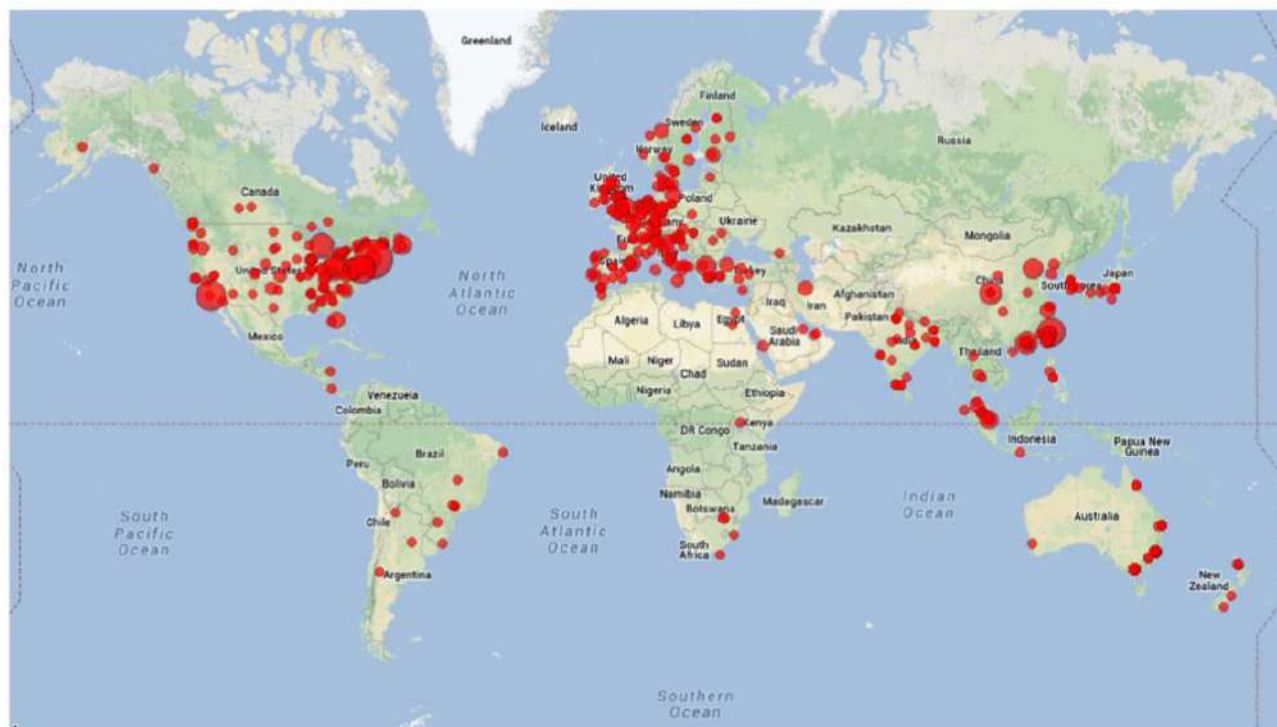 Greenland
Iceland
Finland
Sweden
Norway
Russia
United
Kingdom
Canada
Poland
Ukraine
Kazakhstan
Mongolia
North
Pacific
Ocean
United States
North
Atlantic
Ocean
Spain
Turkey
China
South Korea
Japan
Iraq
Iran
Afghanistan
Pakistan
Algeria
Libya
Egypt
Saudi
Arabia
India
Mexico
Mali
Niger
Chad
Sudan
Thailand
Nigeria
Ethiopia
Venezuela
Colombia
DR Congo
Kenya
Tanzania
Indonesia
Papua New
Guinea
Peru
Brazil
Bolivia
Angola
Namibia
Botswana
Madagascar
Indian
Ocean
Australia
South
Pacific
Ocean
Chile
South
Atlantic
Ocean
South
Africa
Argentina
New
Zealand
Southern
Ocean